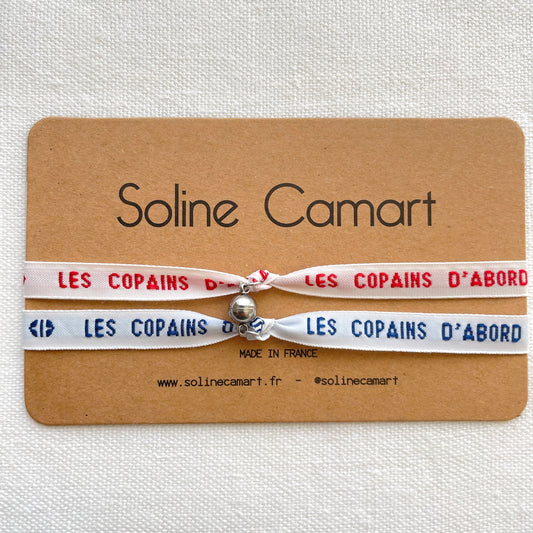 Soline Camart
LES COPAINS D'A LES COPAINS D'ABORD
LES COPAINS D' LES COPAINS D'ABORD
MADE IN FRANCE
www.solinecamart.fr - @solinecamart